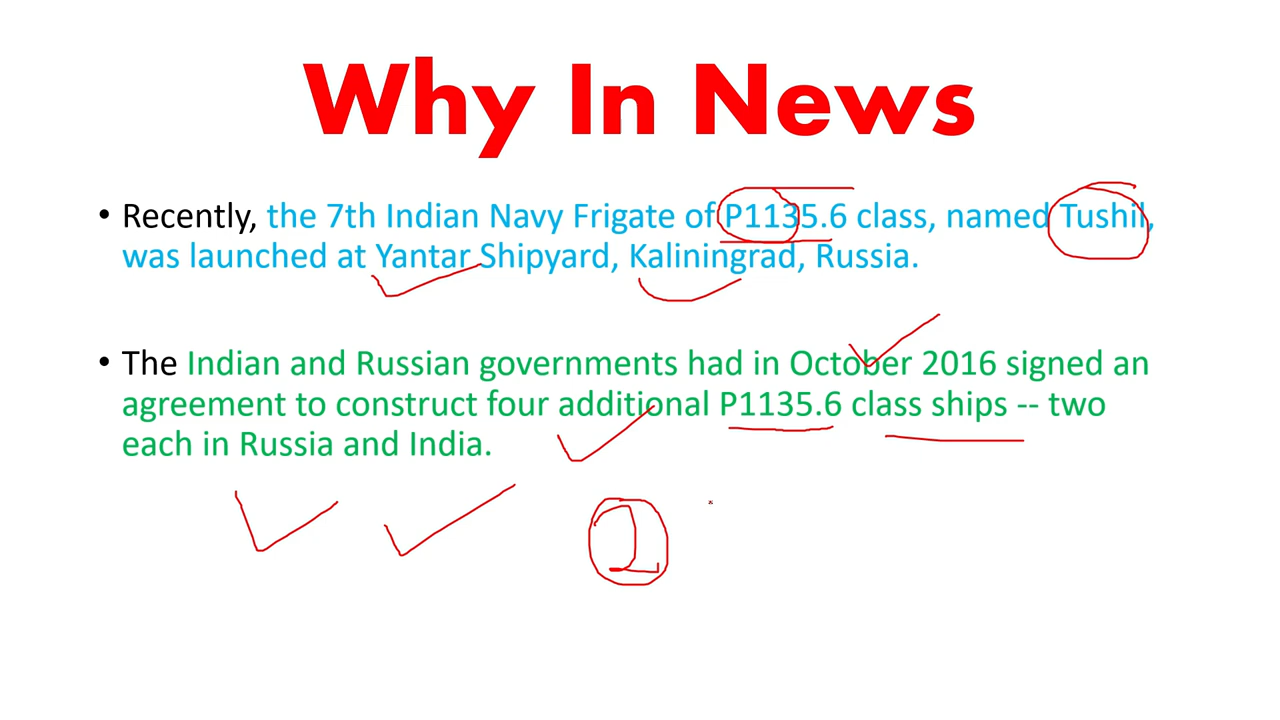 Why In News
• Recently, the 7th Indian Navy Frigate of P1135.6 class, named Tushil,
was launched at Yantar Shipyard, Kaliningrad, Russia.
• The Indian and Russian governments had in October 2016 signed an
agreement to construct four additional P1135.6 class ships -- two
each in Russia and India.
2